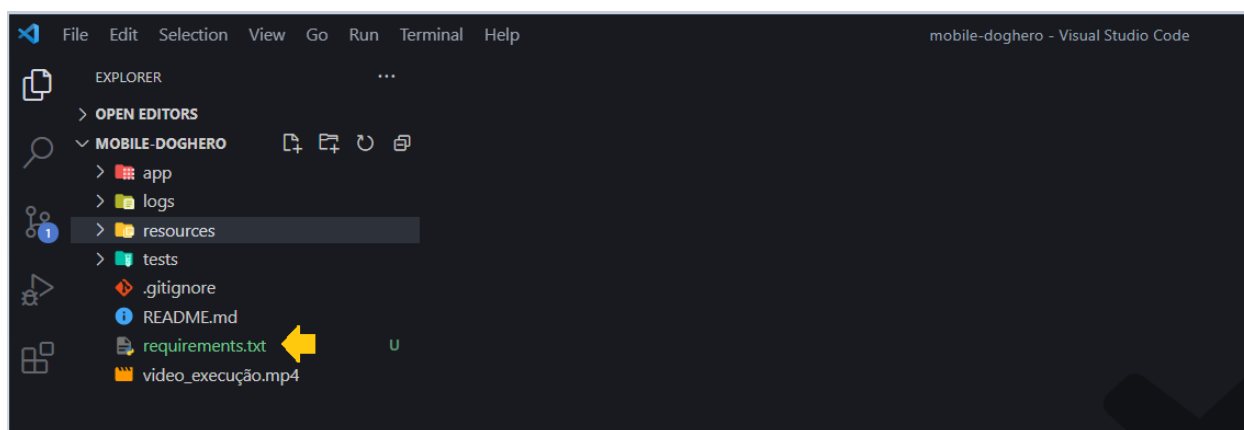 File Edit Selection View Go Run Terminal Help mobile-doghero - Visual Studio Code
EXPLORER ...
OPEN EDITORS
MOBILE-DOGHERO
app
logs
resources
1
tests
.gitignore
README.md
requirements.txt U
video_execução.mp4